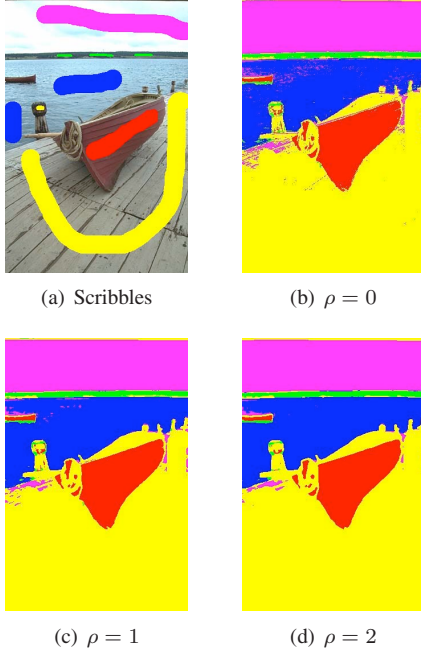 (a) Scribbles
(b) ρ = 0
(c) ρ = 1
(d) ρ = 2